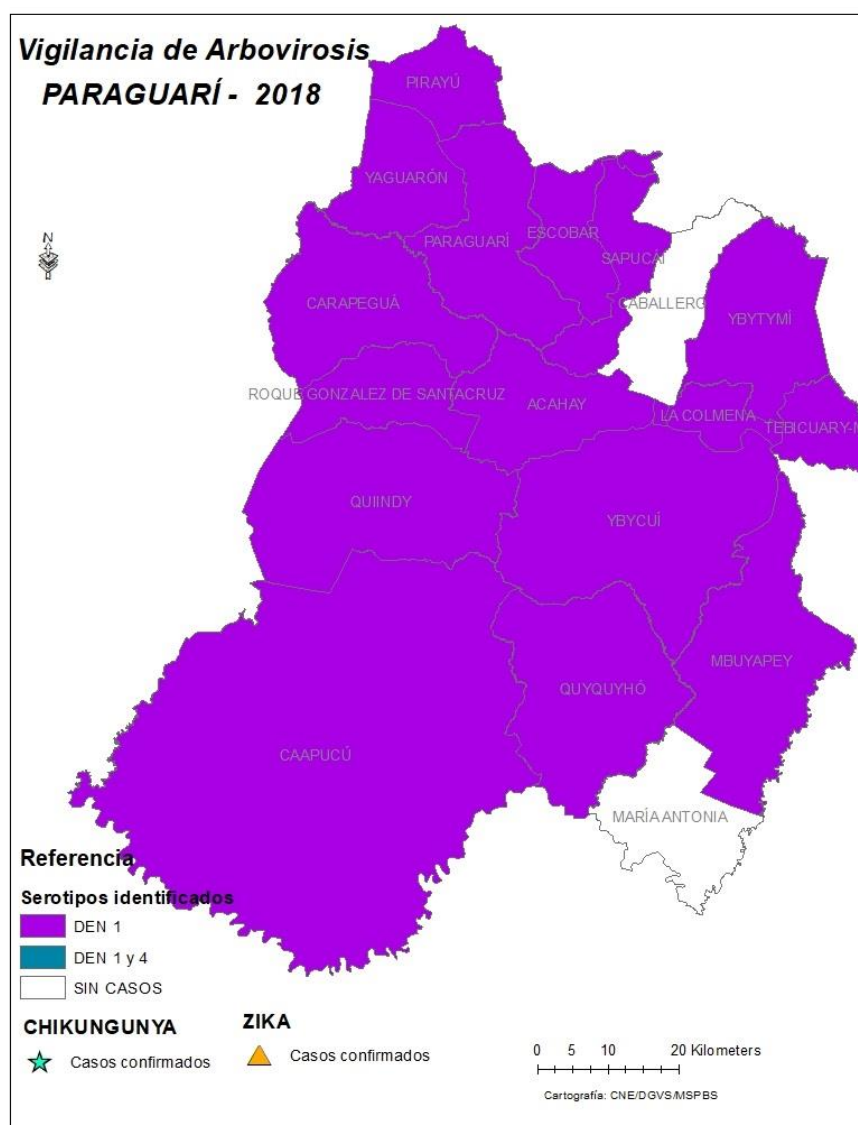 Vigilancia de Arbovirosis
PARAGUARÍ - 2018
N
PIRAYÚ
YAGUARÓN
PARAGUARÍ
ESCOBAR
SAPUCÁI
CABALLERO
CARAPEGUÁ
YBYTYMÍ
ROQUE GONZALEZ DE SANTACRUZ
ACAHAY
LA COLMENA
TEBICUARY-M
QUIINDY
YBYCUÍ
MBUYAPEY
QUYQUYHÓ
CAAPUCÚ
MARÍA ANTONIA
Referencia
Serotipos identificados
DEN 1
DEN 1 y 4
SIN CASOS
CHIKUNGUNYA
Casos confirmados
ZIKA
Casos confirmados
0 5 10 20 Kilometers
Cartografía: CNE/DGVS/MSPBS